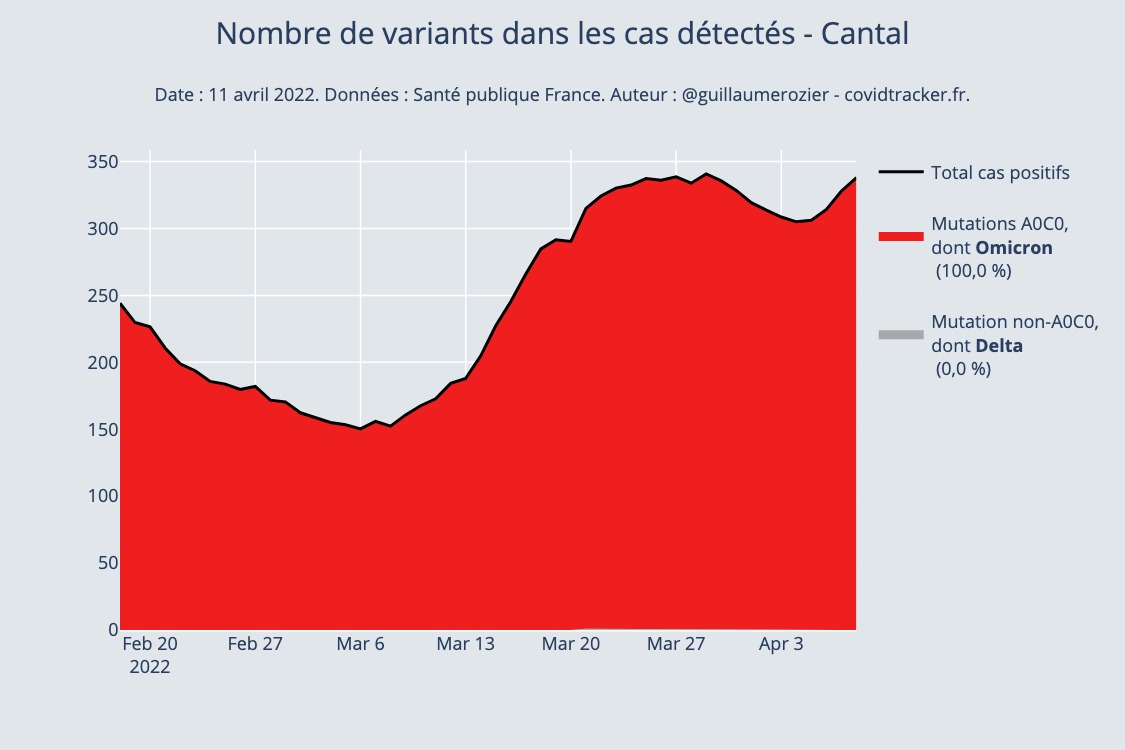 Nombre de variants dans les cas détectés - Cantal
Date : 11 avril 2022. Données : Santé publique France. Auteur : @guillaumerozier - covidtracker.fr.
350
300
250
200
150
100
50
0
Feb 20
2022
Feb 27
Mar 6
Mar 13
Mar 20
Mar 27
Apr 3
Total cas positifs
Mutations A0C0,
dont Omicron
(100,0 %)
Mutation non-A0C0,
dont Delta
(0,0 %)